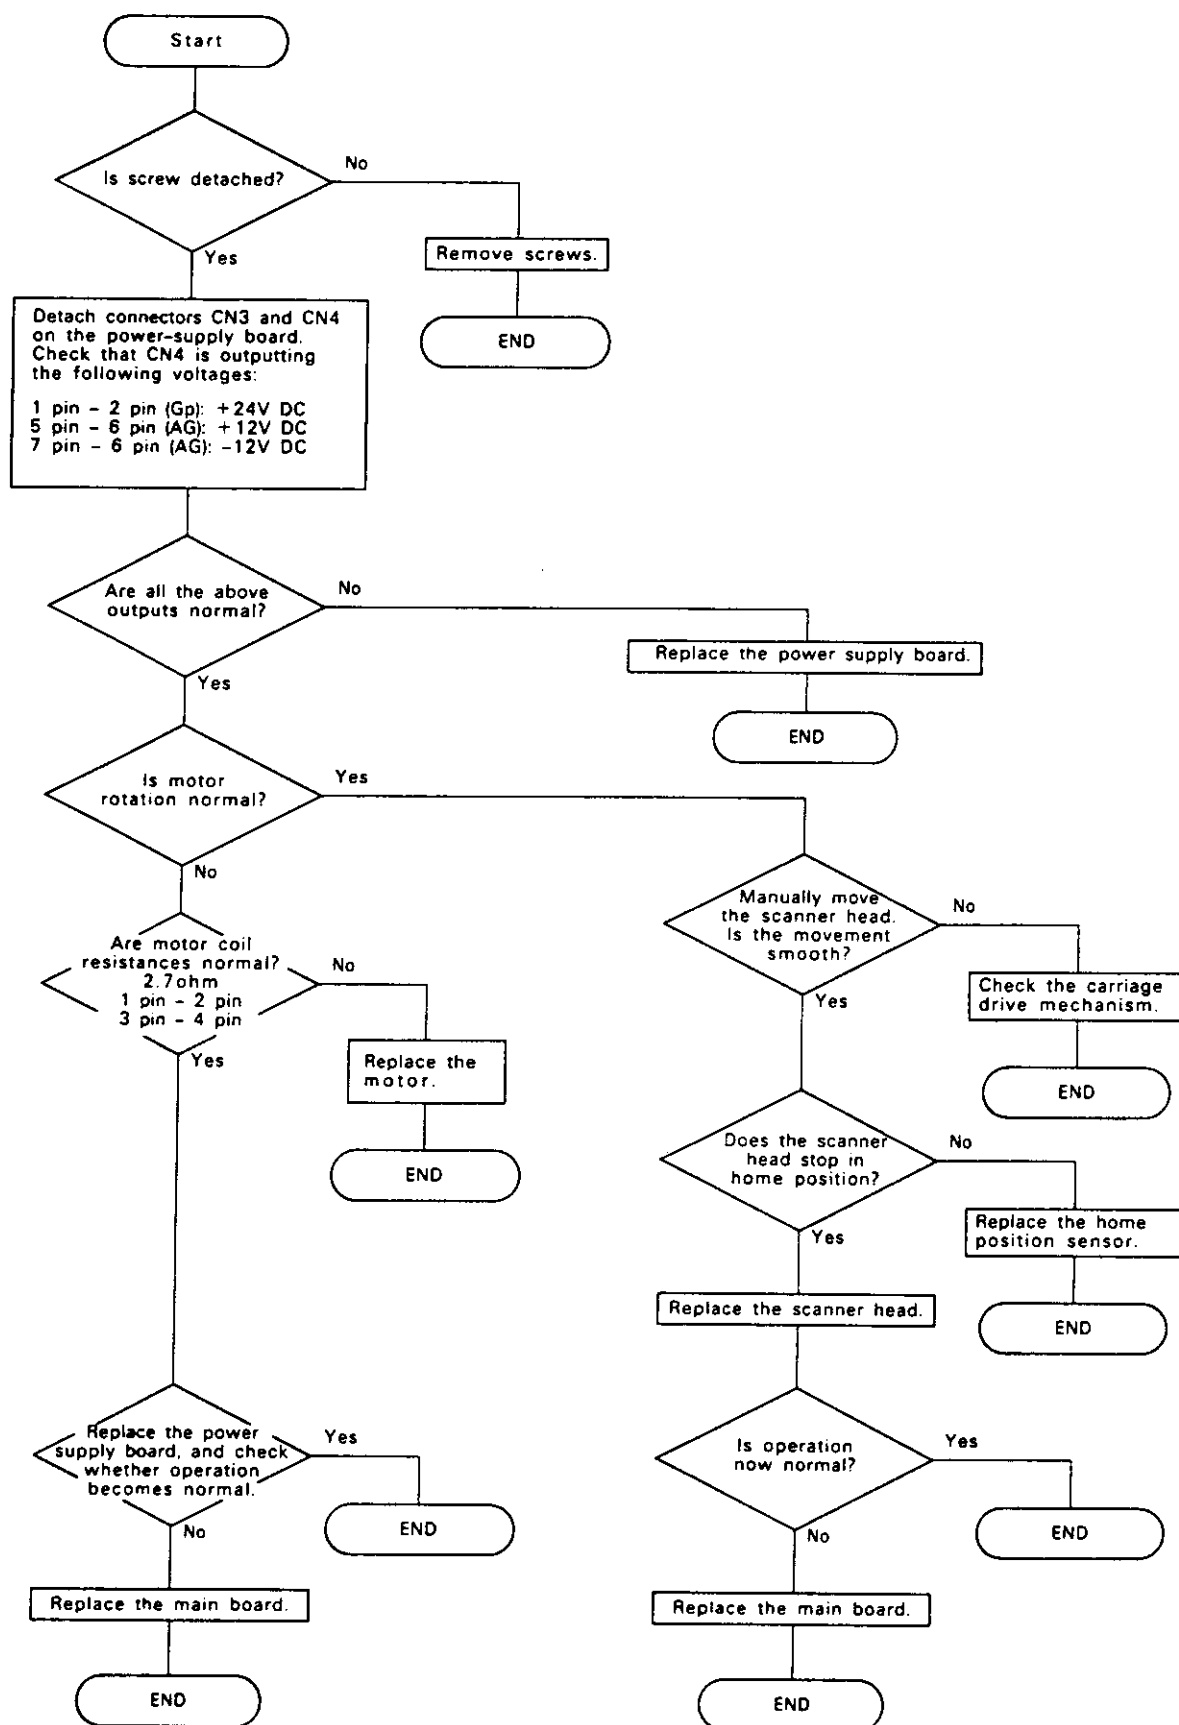 Start
Is screw detached?
No
Yes
Remove screws.
END
Detach connectors CN3 and CN4
on the power-supply board.
Check that CN4 is outputting
the following voltages:
1 pin – 2 pin (Gp): +24V DC
5 pin – 6 pin (AG): +12V DC
7 pin – 6 pin (AG): -12V DC
Are all the above
outputs normal?
No
Yes
Replace the power supply board.
END
Is motor
rotation normal?
Yes
No
Are motor coil
resistances normal?
2.7ohm
1 pin – 2 pin
3 pin – 4 pin
No
Yes
Replace the
motor.
END
Replace the power
supply board, and check
whether operation
becomes normal.
Yes
END
No
Replace the main board.
END
Manually move
the scanner head.
Is the movement
smooth?
No
Yes
Check the carriage
drive mechanism.
END
Does the scanner
head stop in
home position?
No
Yes
Replace the home
position sensor.
END
Replace the scanner head.
Is operation
now normal?
Yes
END
No
Replace the main board.
END